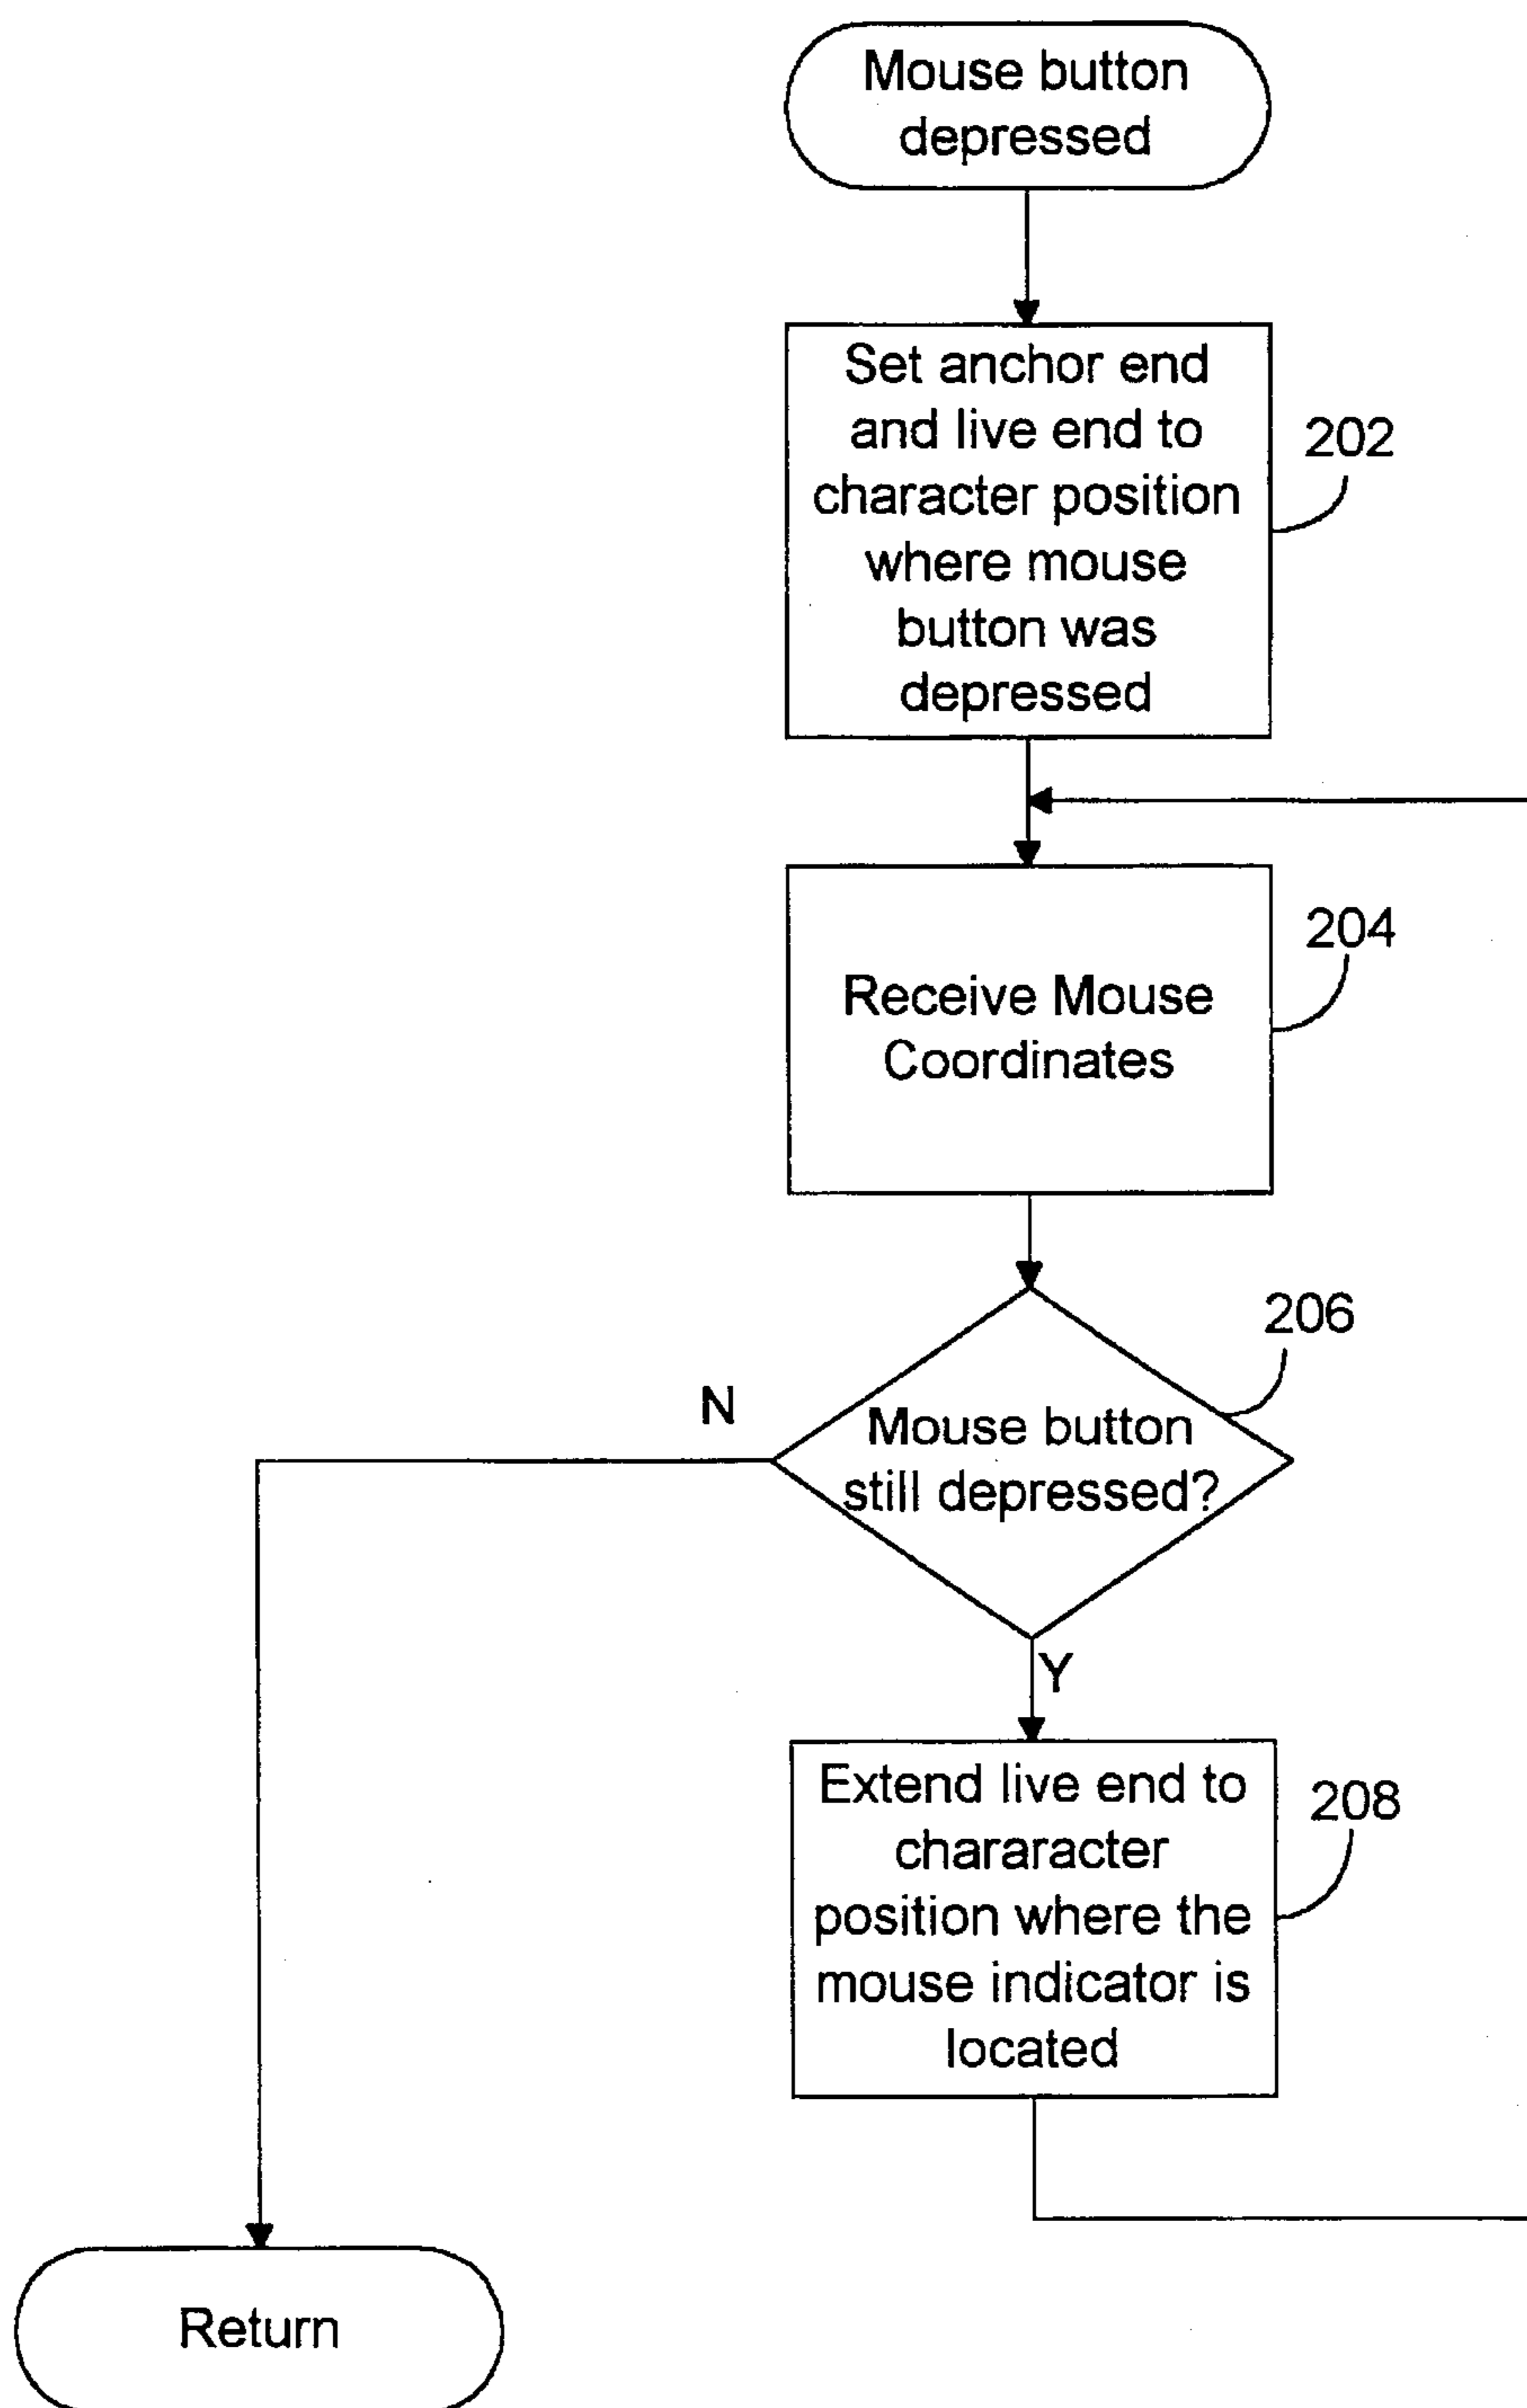 Mouse button
depressed
Set anchor end
and live end to
character position
where mouse
button was
depressed
202
Receive Mouse
Coordinates
204
206
N
Mouse button
still depressed?
Y
Extend live end to
chararacter
position where the
mouse indicator is
located
208
Return